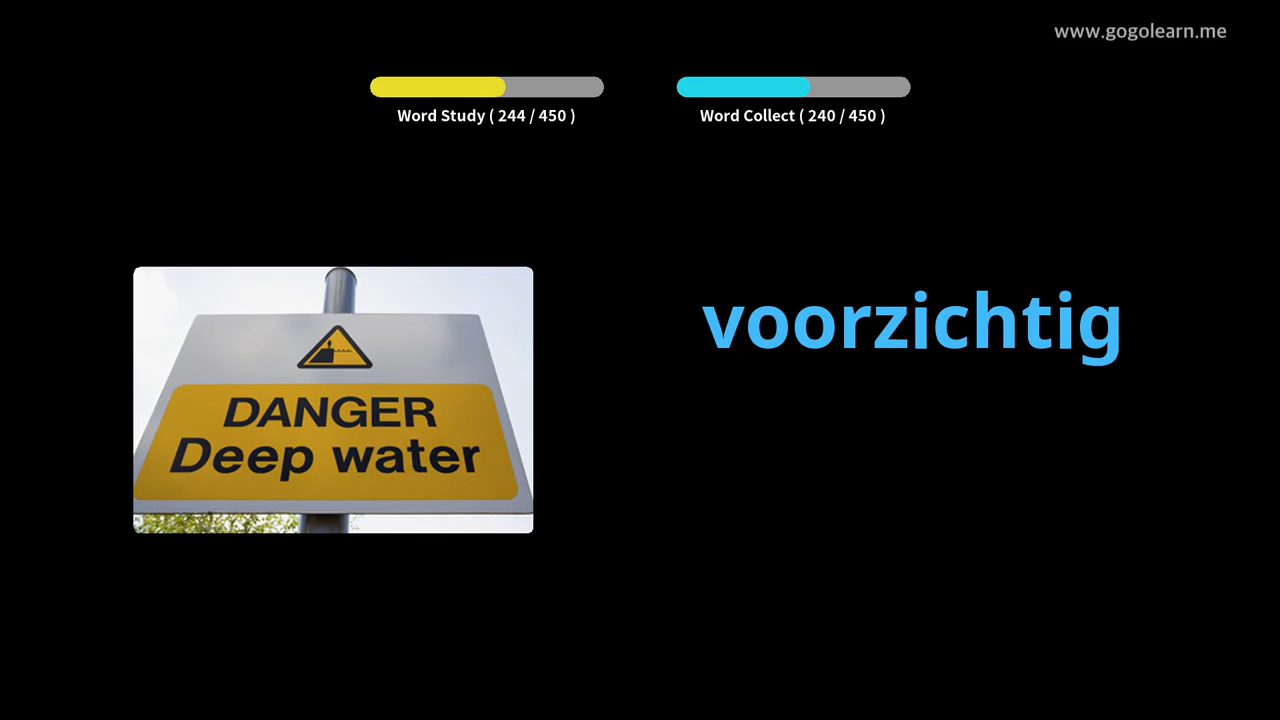 www.gogolearn.me
Word Study ( 244 / 450 )
Word Collect ( 240 / 450 )
voorzichtig
DANGER
Deep water